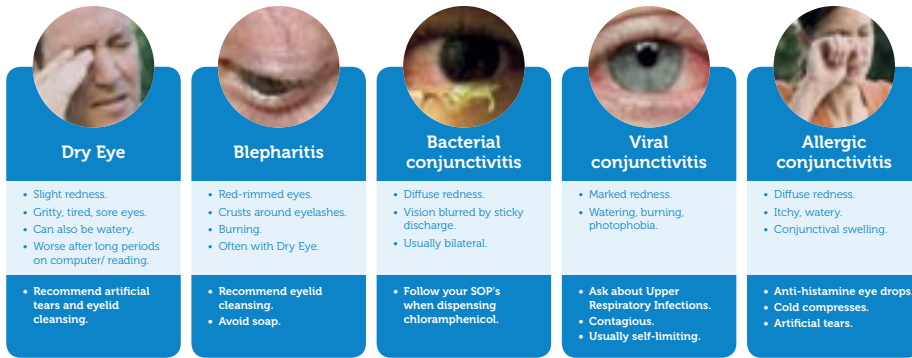 Dry Eye
• Slight redness.
• Gritty, tired, sore eyes.
• Can also be watery.
• Worse after long periods
on computer/ reading.
• Recommend artificial
tears and eyelid
cleansing.
Blepharitis
• Red-rimmed eyes.
• Crusts around eyelashes.
• Burning.
• Often with Dry Eye.
• Recommend eyelid
cleansing.
• Avoid soap.
Bacterial
conjunctivitis
• Diffuse redness.
• Vision blurred by sticky
discharge.
• Usually bilateral.
• Follow your SOP's
when dispensing
chloramphenicol.
Viral
conjunctivitis
• Marked redness.
• Watering, burning,
photophobia.
• Ask about Upper
Respiratory Infections.
• Contagious.
• Usually self-limiting.
Allergic
conjunctivitis
• Diffuse redness.
• Itchy, watery.
• Conjunctival swelling.
• Anti-histamine eye drops
• Cold compresses.
• Artificial tears.